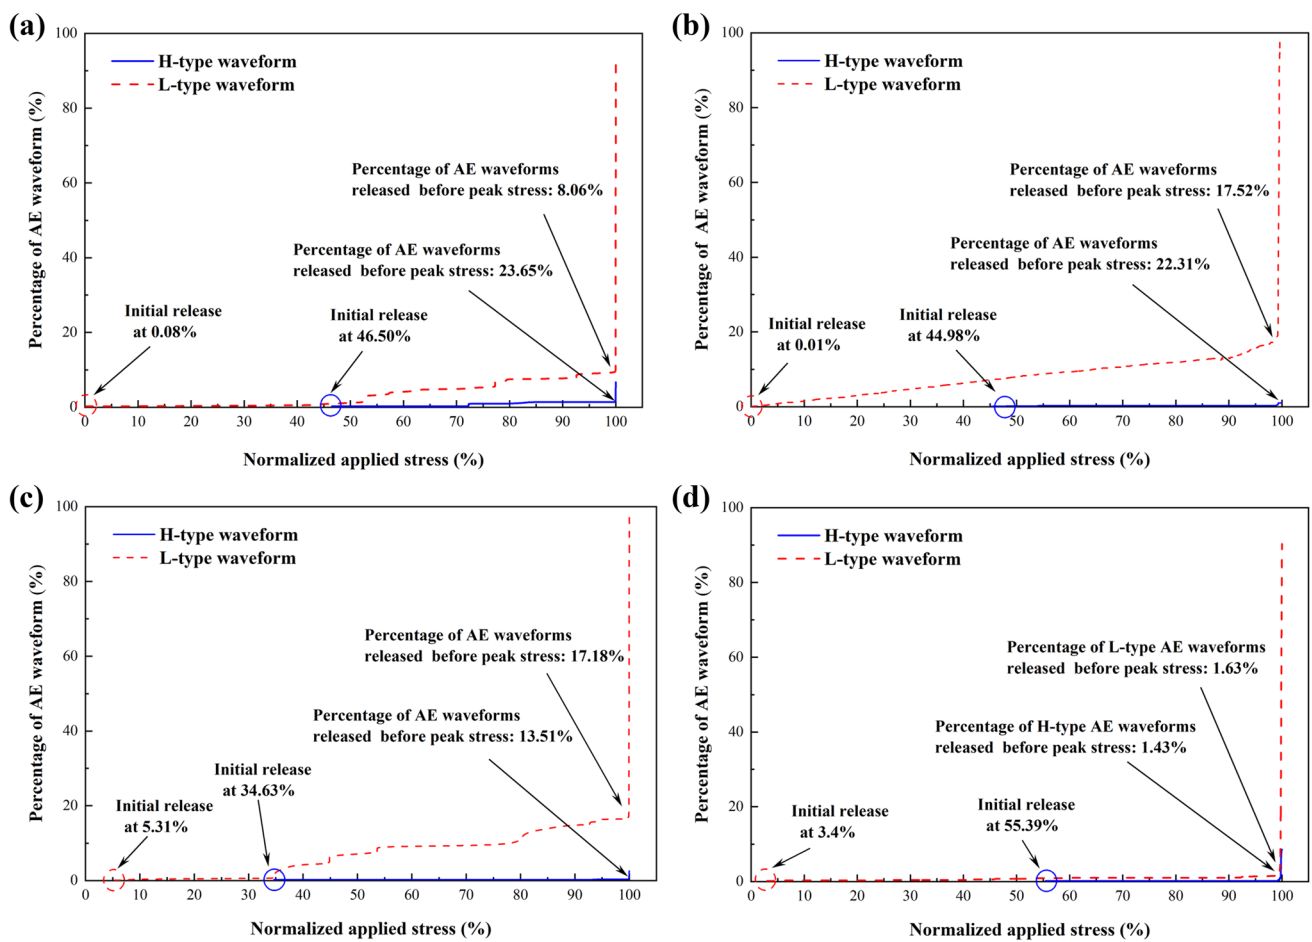 (a)
100
80
60
40
20
0
Percentage of AE waveform (%)
H-type waveform
L-type waveform
Percentage of AE waveforms
released before peak stress: 8.06%
Percentage of AE waveforms
released before peak stress: 23.65%
Initial release
at 0.08%
Initial release
at 46.50%
0 10 20 30 40 50 60 70 80 90 100
Normalized applied stress (%)
(b)
100
80
60
40
20
0
Percentage of AE waveform (%)
H-type waveform
L-type waveform
Percentage of AE waveforms
released before peak stress: 17.52%
Percentage of AE waveforms
released before peak stress: 22.31%
Initial release
at 0.01%
Initial release
at 44.98%
0 10 20 30 40 50 60 70 80 90 100
Normalized applied stress (%)
(c)
100
80
60
40
20
0
Percentage of AE waveform (%)
H-type waveform
L-type waveform
Percentage of AE waveforms
released before peak stress: 17.18%
Percentage of AE waveforms
released before peak stress: 13.51%
Initial release
at 34.63%
Initial release
at 5.31%
0 10 20 30 40 50 60 70 80 90 100
Normalized applied stress (%)
(d)
100
80
60
40
20
0
Percentage of AE waveform (%)
H-type waveform
L-type waveform
Percentage of L-type AE waveforms
released before peak stress: 1.63%
Percentage of H-type AE waveforms
released before peak stress: 1.43%
Initial release
at 3.4%
Initial release
at 55.39%
0 10 20 30 40 50 60 70 80 90 100
Normalized applied stress (%)